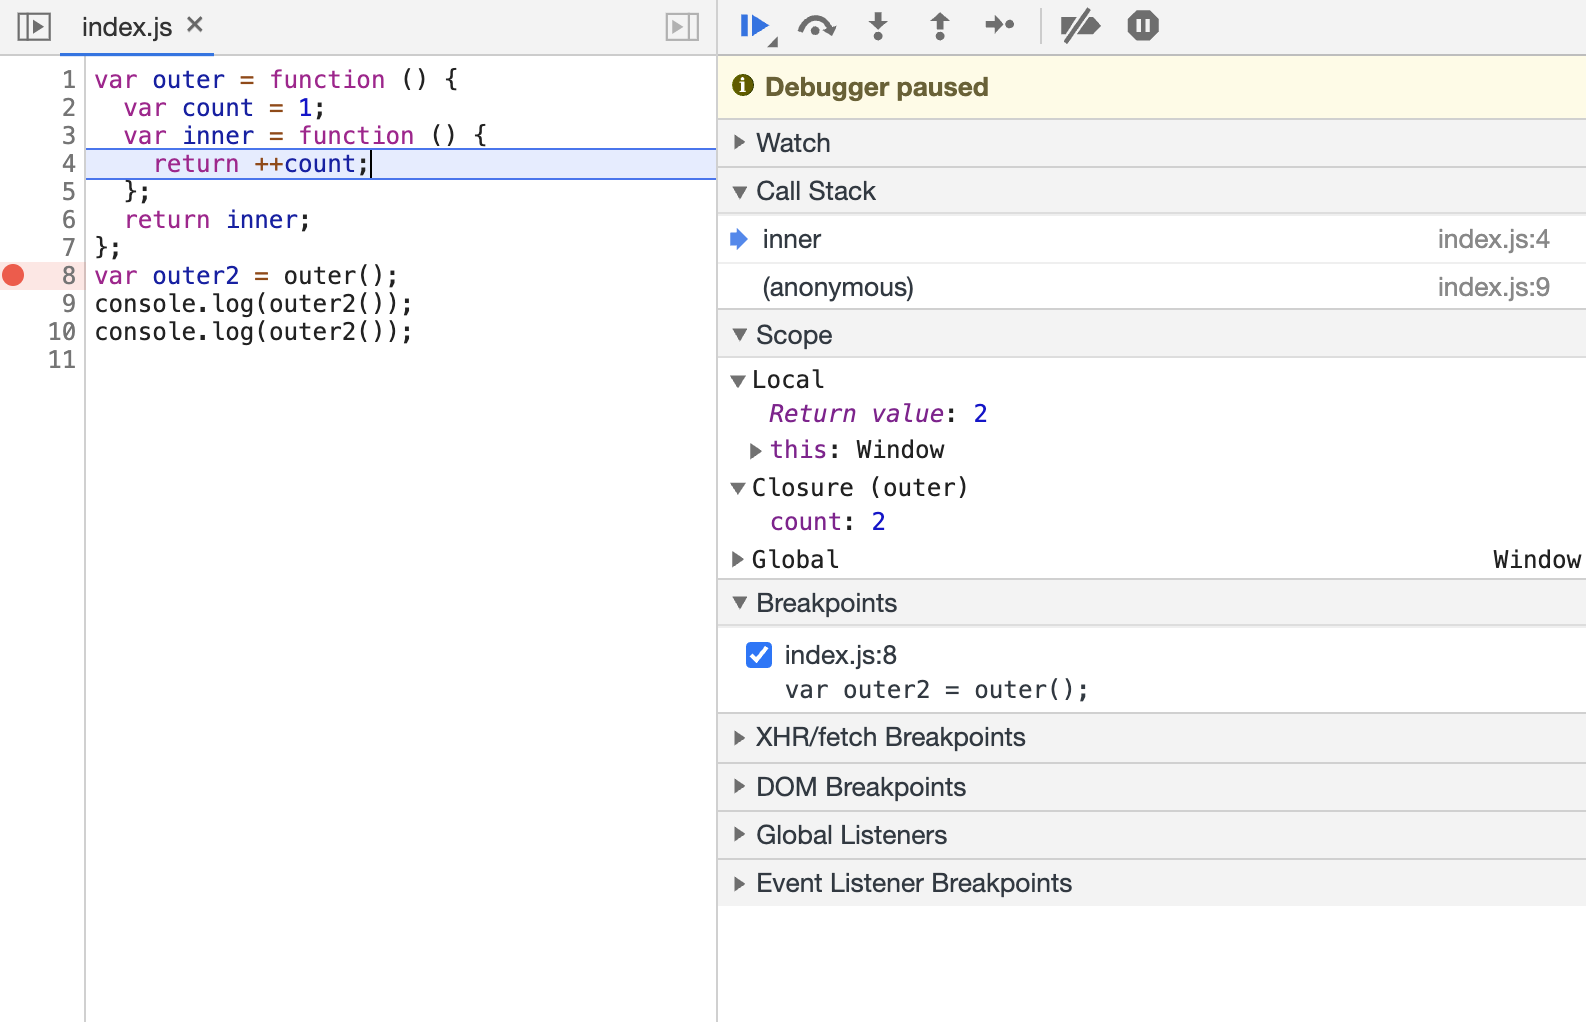 index.js ×
1 var outer = function () {
2   var count = 1;
3   var inner = function () {
4     return ++count;
5   };
6   return inner;
7 };
8 var outer2 = outer();
9 console.log(outer2());
10 console.log(outer2());
11
Debugger paused
Watch
Call Stack
inner index.js:4
(anonymous) index.js:9
Scope
Local
Return value: 2
this: Window
Closure (outer)
count: 2
Global Window
Breakpoints
index.js:8
var outer2 = outer();
XHR/fetch Breakpoints
DOM Breakpoints
Global Listeners
Event Listener Breakpoints